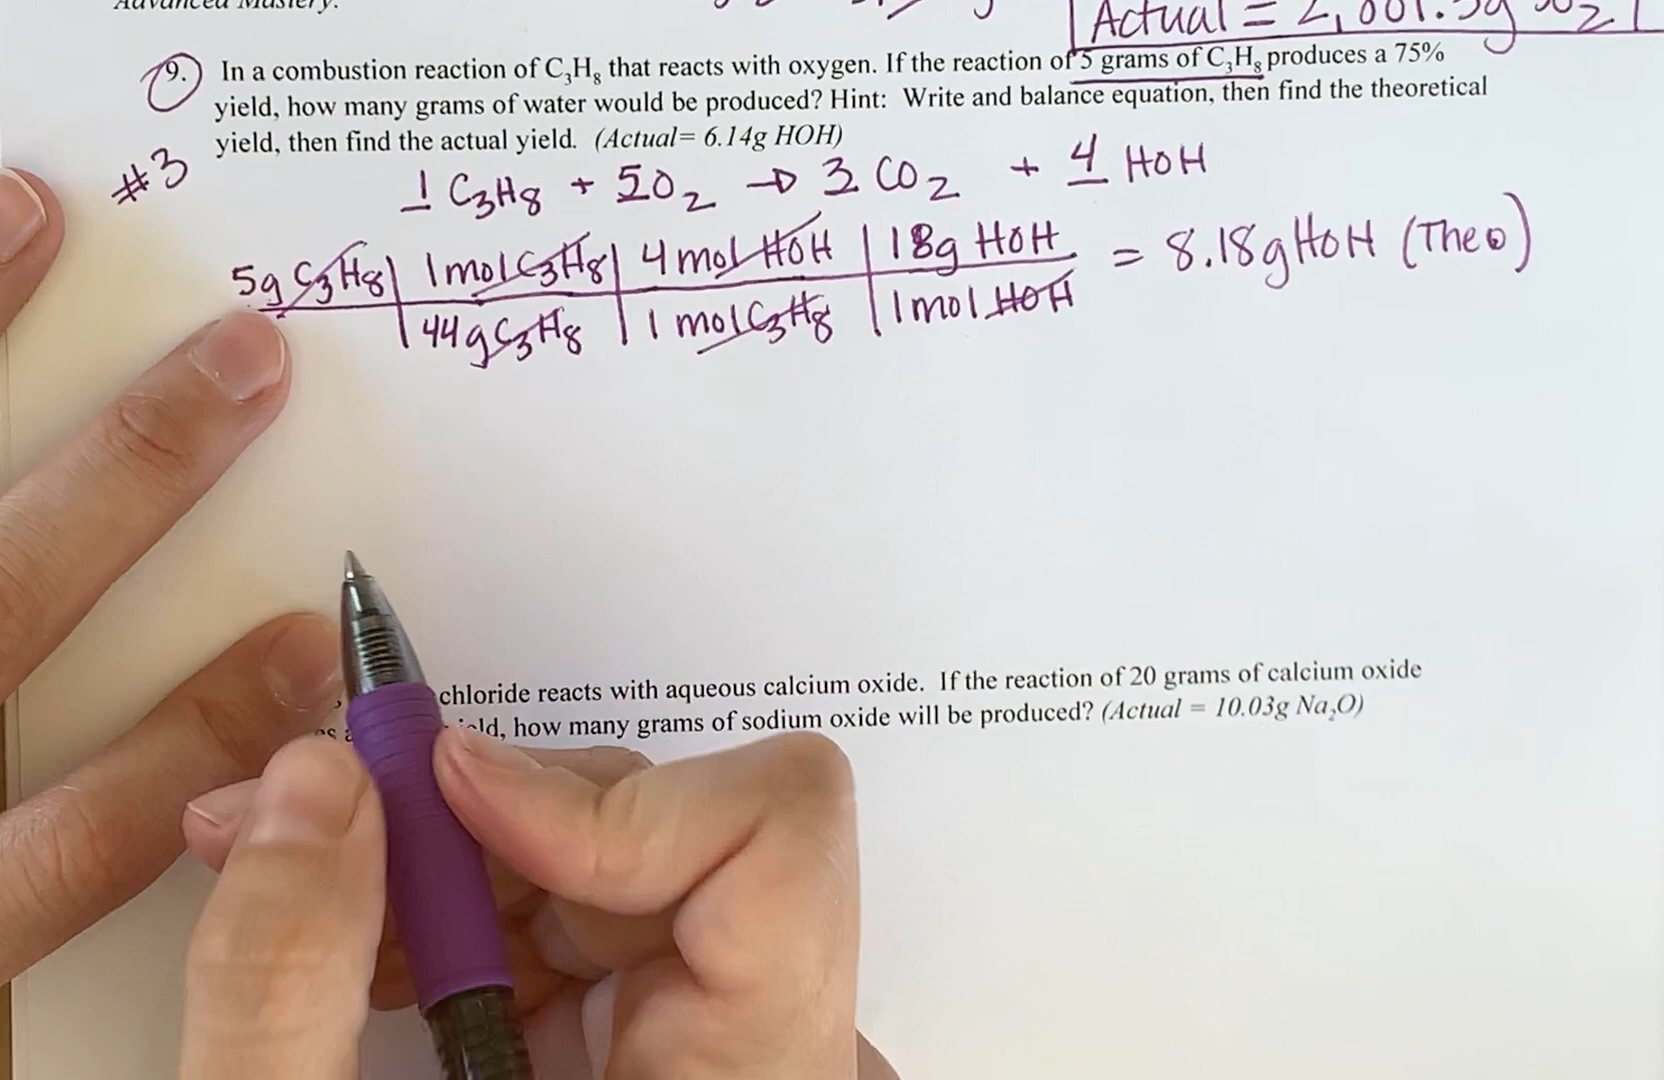 Advanced Mastery.
Actual = 2,001.5g
9. In a combustion reaction of C₃H₈ that reacts with oxygen. If the reaction of 5 grams of C₃H₈ produces a 75%
yield, how many grams of water would be produced? Hint: Write and balance equation, then find the theoretical
yield, then find the actual yield. (Actual= 6.14g HOH)
#3
1 C₃H₈ + 5O₂ → 3 CO₂ + 4 HOH
5g C₃H₈ | 1mol C₃H₈ | 4 mol HOH | 18g HOH = 8.18g HOH (Theo)
44g C₃H₈ | 1 mol C₃H₈ | 1 mol HOH
chloride reacts with aqueous calcium oxide. If the reaction of 20 grams of calcium oxide
how many grams of sodium oxide will be produced? (Actual = 10.03g Na₂O)